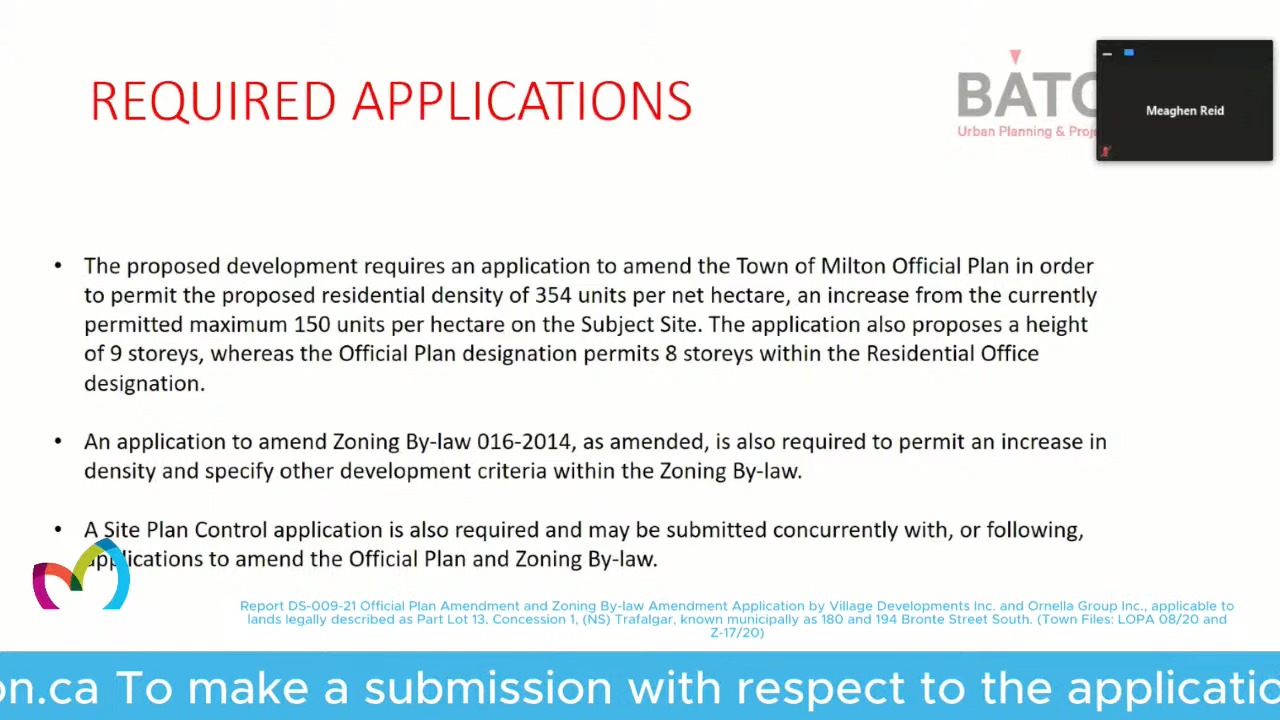 REQUIRED APPLICATIONS
Urban Planning &
Meaghen Reid
• The proposed development requires an application to amend the Town of Milton Official Plan in order
to permit the proposed residential density of 354 units per net hectare, an increase from the currently
permitted maximum 150 units per hectare on the Subject Site. The application also proposes a height
of 9 storeys, whereas the Official Plan designation permits 8 storeys within the Residential Office
designation.
• An application to amend Zoning By-law 016-2014, as amended, is also required to permit an increase in
density and specify other development criteria within the Zoning By-law.
• A Site Plan Control application is also required and may be submitted concurrently with, or following,
applications to amend the Official Plan and Zoning By-law.
Report DS-009-21 Official Plan Amendment and Zoning By-law Amendment Application by Village Developments Inc. and Ornella Group Inc., applicable to
lands legally described as Part Lot 13. Concession 1, (NS) Trafalgar, known municipally as 180 and 194 Bronte Street South. (Town Files: LOPA 08/20 and
Z-17/20)
on.ca To make a submission with respect to the applicatio